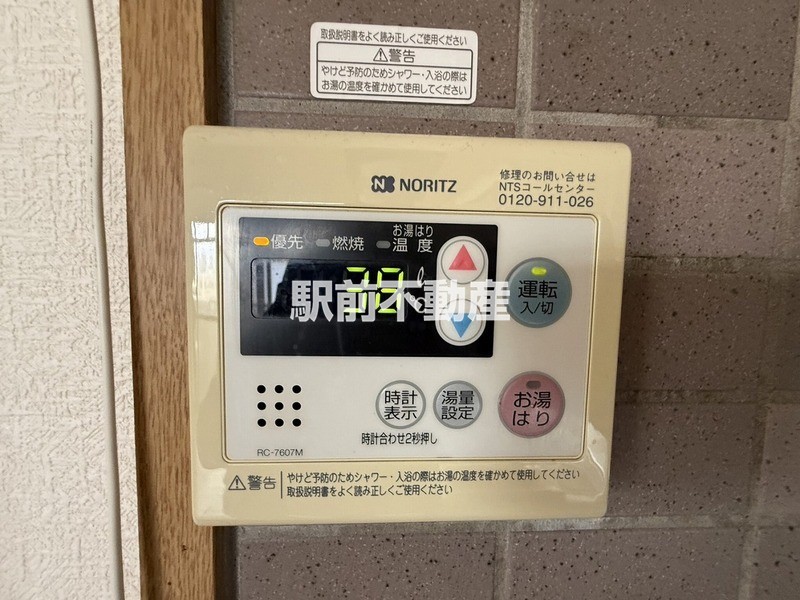 取扱説明書をよく読み正しくご使用ください
⚠警告
やけど予防のためシャワー・入浴の際は
お湯の温度を確かめて使用してください
NORITZ
修理のお問い合せは
NTSコールセンター
0120-911-026
優先 燃焼 お湯はり
温度
38
駅前不動産
運転
入/切
時計
表示
湯量
設定
お湯
はり
時計合わせ2秒押し
RC-7607M
⚠警告
やけど予防のためシャワー・入浴の際はお湯の温度を確かめて使用してください
取扱説明書をよく読み正しくご使用ください